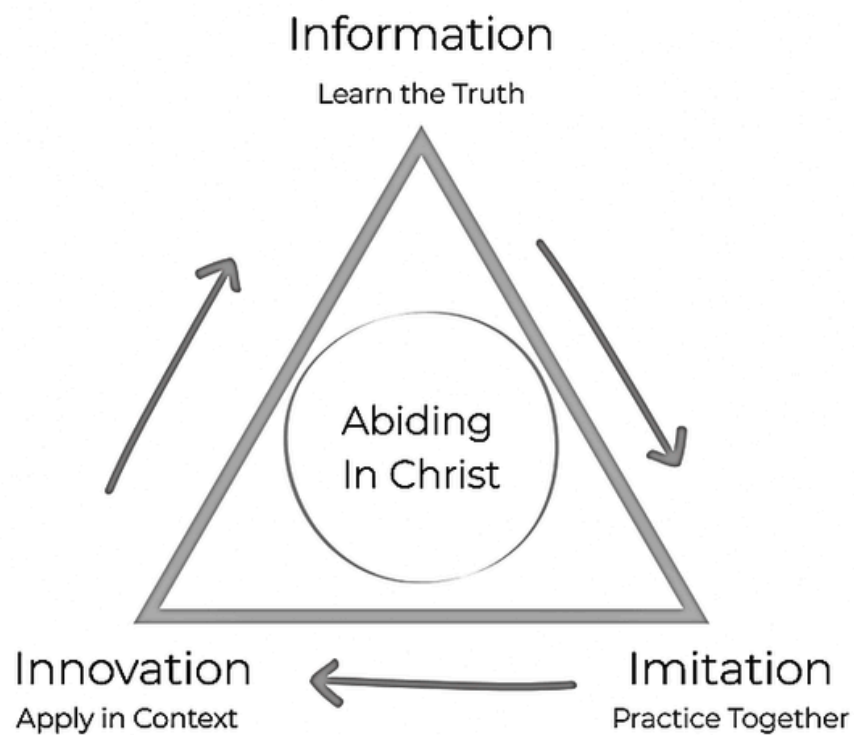 Information
Learn the Truth
Abiding
In Christ
Innovation
Apply in Context
Imitation
Practice Together